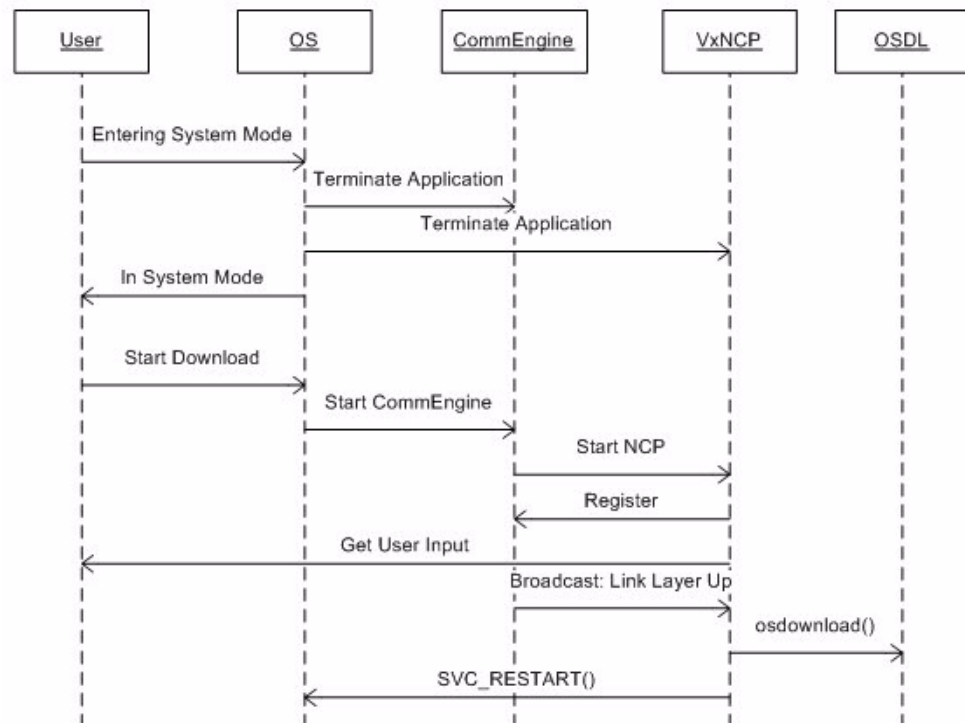 User
OS
CommEngine
VxNCP
OSDL
Entering System Mode
Terminate Application
Terminate Application
In System Mode
Start Download
Start CommEngine
Start NCP
Register
Get User Input
Broadcast: Link Layer Up
osdownload()
SVC_RESTART()